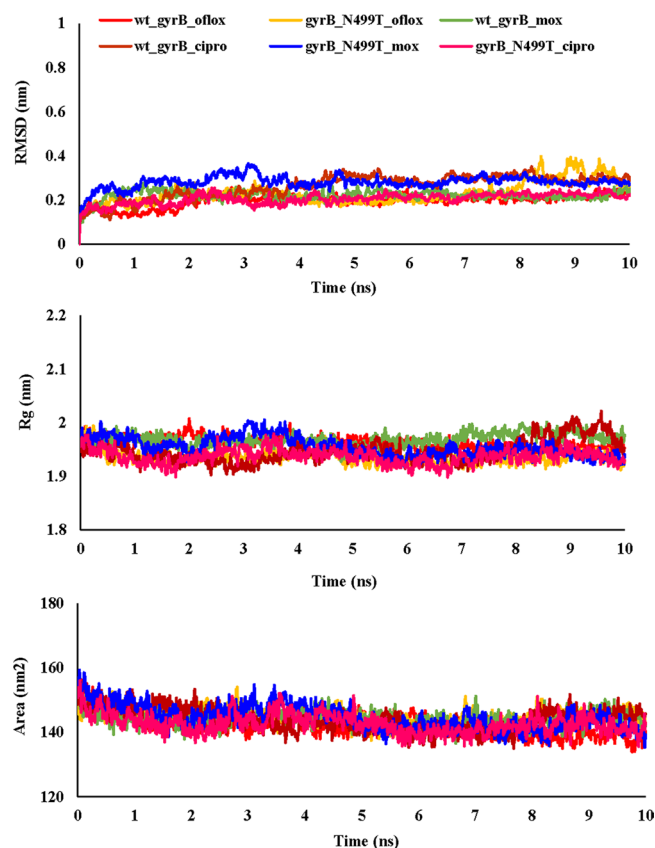 wt_gyrB_oflox gyrB_N499T_oflox wt_gyrB_mox
wt_gyrB_cipro gyrB_N499T_mox gyrB_N499T_cipro
1
0.8
0.6
0.4
0.2
0
RMSD (nm)
0 1 2 3 4 5 6 7 8 9 10
Time (ns)
2.2
2.1
2
1.9
1.8
Rg (nm)
0 1 2 3 4 5 6 7 8 9 10
Time (ns)
180
160
140
120
Area (nm2)
0 1 2 3 4 5 6 7 8 9 10
Time (ns)